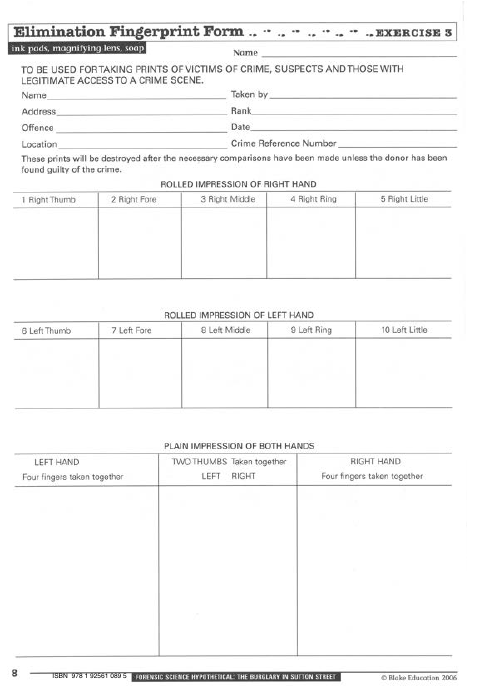 Elimination Fingerprint Form EXERCISE 3
ink pads, magnifying lens, soap
Name
TO BE USED FOR TAKING PRINTS OF VICTIMS OF CRIME, SUSPECTS AND THOSE WITH
LEGITIMATE ACCESS TO A CRIME SCENE.
Name Taken by
Address Rank
Offence Date
Location Crime Reference Number
These prints will be destroyed after the necessary comparisons have been made unless the donor has been
found guilty of the crime.
ROLLED IMPRESSION OF RIGHT HAND
1 Right Thumb 2 Right Fore 3 Right Middle 4 Right Ring 5 Right Little
ROLLED IMPRESSION OF LEFT HAND
6 Left Thumb 7 Left Fore 8 Left Middle 9 Left Ring 10 Left Little
PLAIN IMPRESSION OF BOTH HANDS
LEFT HAND TWO THUMBS Taken together RIGHT HAND
Four fingers taken together LEFT RIGHT Four fingers taken together
8 ISBN 978 1 92561 089 5 FORENSIC SCIENCE HYPOTHETICAL: THE BURGLARY IN SUTTON STREET © Blake Education 2006